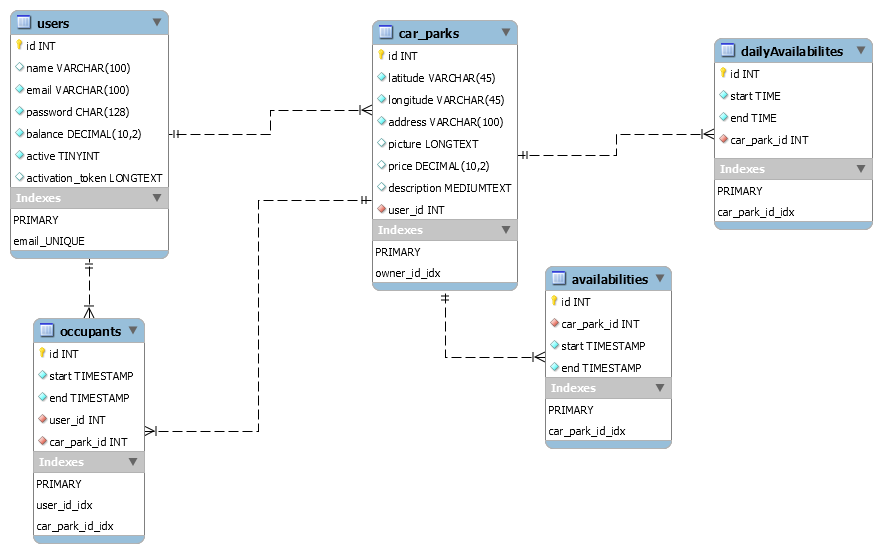 users
id INT
name VARCHAR(100)
email VARCHAR(100)
password CHAR(128)
balance DECIMAL(10,2)
active TINYINT
activation_token LONGTEXT
Indexes
PRIMARY
email_UNIQUE
car_parks
id INT
latitude VARCHAR(45)
longitude VARCHAR(45)
address VARCHAR(100)
picture LONGTEXT
price DECIMAL(10,2)
description MEDIUMTEXT
user_id INT
Indexes
PRIMARY
owner_id_idx
dailyAvailabilites
id INT
start TIME
end TIME
car_park_id INT
Indexes
PRIMARY
car_park_id_idx
availabilities
id INT
car_park_id INT
start TIMESTAMP
end TIMESTAMP
Indexes
PRIMARY
car_park_id_idx
occupants
id INT
start TIMESTAMP
end TIMESTAMP
user_id INT
car_park_id INT
Indexes
PRIMARY
user_id_idx
car_park_id_idx